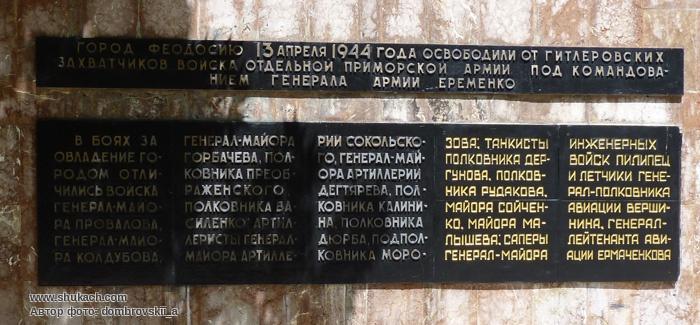 ГОРОД ФЕОДОСИЮ 13 АПРЕЛЯ 1944 ГОДА ОСВОБОДИЛИ ОТ ГИТЛЕРОВСКИХ
ЗАХВАТЧИКОВ ВОЙСКА ОТДЕЛЬНОЙ ПРИМОРСКОЙ АРМИИ ПОД КОМАНДОВА-
НИЕМ ГЕНЕРАЛА АРМИИ ЕРЕМЕНКО
В БОЯХ ЗА
ОВЛАДЕНИЕ ГО-
РОДОМ ОТЛИ-
ЧИЛИСЬ ВОЙСКА
ГЕНЕРАЛ-МАЙО-
РА ПРОВАЛОВА,
ГЕНЕРАЛ-МАЙО-
РА КОЛДУБОВА,
ГЕНЕРАЛ-МАЙОРА
ГОРБАЧЕВА, ПОЛ-
КОВНИКА ПРЕОБ-
РАЖЕНСКОГО,
ПОЛКОВНИКА ВА-
СИЛЕНКО; АРТИЛ-
ЛЕРИСТЫ ГЕНЕРАЛ-
МАЙОРА АРТИЛЛЕ-
РИИ СОКОЛЬСКО-
ГО, ГЕНЕРАЛ-МАЙ-
ОРА АРТИЛЛЕРИИ
ДЕГТЯРЕВА, ПОЛ-
КОВНИКА КАЛИНИ-
НА, ПОЛКОВНИКА
ДЮРБА, ПОДПОЛ-
КОВНИКА МОРО-
ЗОВА; ТАНКИСТЫ
ПОЛКОВНИКА ДЕР-
ГУНОВА, ПОЛКОВ-
НИКА РУДАКОВА,
МАЙОРА СОЙЧЕН-
КО, МАЙОРА МА-
ЛЫШЕВА; САПЕРЫ
ГЕНЕРАЛ-МАЙОРА
ИНЖЕНЕРНЫХ
ВОЙСК ПИЛИПЕЦ
И ЛЕТЧИКИ ГЕНЕ-
РАЛ-ПОЛКОВНИКА
АВИАЦИИ ВЕРШИ-
НИНА, ГЕНЕРАЛ-
ЛЕЙТЕНАНТА АВИ-
АЦИИ ЕРМАЧЕНКОВА
www.shukach.com
Автор фото: dombrovskii_a